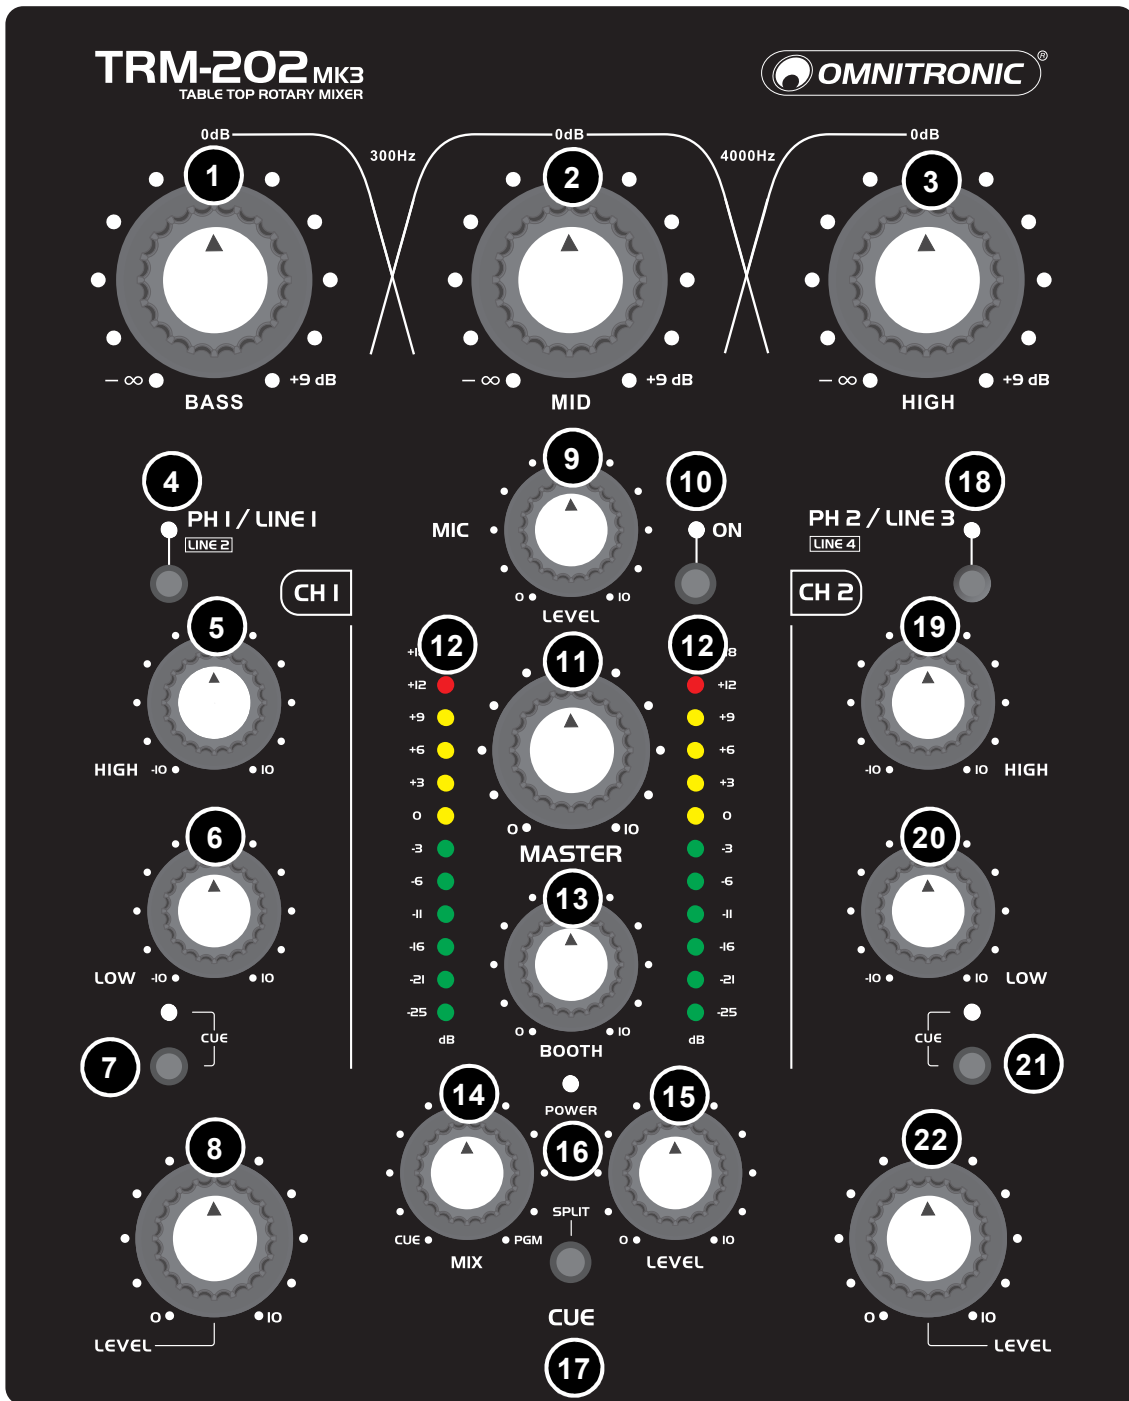 TRM-202 MK3
TABLE TOP ROTARY MIXER
OMNITRONIC ®
0dB 300Hz 0dB 4000Hz 0dB
1 2 3
– ∞ +9 dB – ∞ +9 dB – ∞ +9 dB
BASS MID HIGH
4 9 10 18
PH 1 / LINE 1
LINE 2
MIC ON
PH 2 / LINE 3
LINE 4
CH 1 CH 2
0 10
LEVEL
5 12 11 12 19
+12 +12
+9 +9
+6 +6
+3 +3
0 0
-3 -3
-6 -6
-11 -11
-16 -16
-21 -21
-25 -25
dB dB
HIGH -10 10
0 10
MASTER
-10 10 HIGH
6 13 20
LOW -10 10
0 10
BOOTH
-10 10 LOW
CUE CUE
7 21
14 POWER 15
16
8 22
CUE PGM
MIX
SPLIT
0 10
LEVEL
CUE
17
0 10
LEVEL
0 10
LEVEL